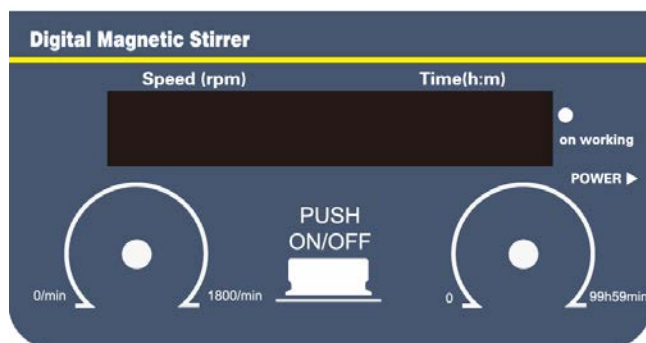 Digital Magnetic Stirrer
Speed (rpm) Time(h:m)
on working
POWER ▶
PUSH
ON/OFF
0/min 1800/min 0 99h59min